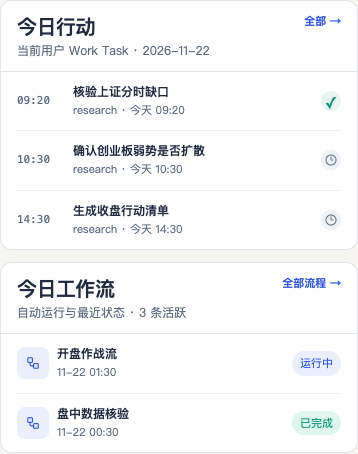 今日行动
全部 →
当前用户 Work Task · 2026-11-22
09:20
核验上证分时缺口
research · 今天 09:20
10:30
确认创业板弱势是否扩散
research · 今天 10:30
14:30
生成收盘行动清单
research · 今天 14:30
今日工作流
全部流程 →
自动运行与最近状态 · 3 条活跃
开盘作战流
11-22 01:30
运行中
盘中数据核验
11-22 00:30
已完成